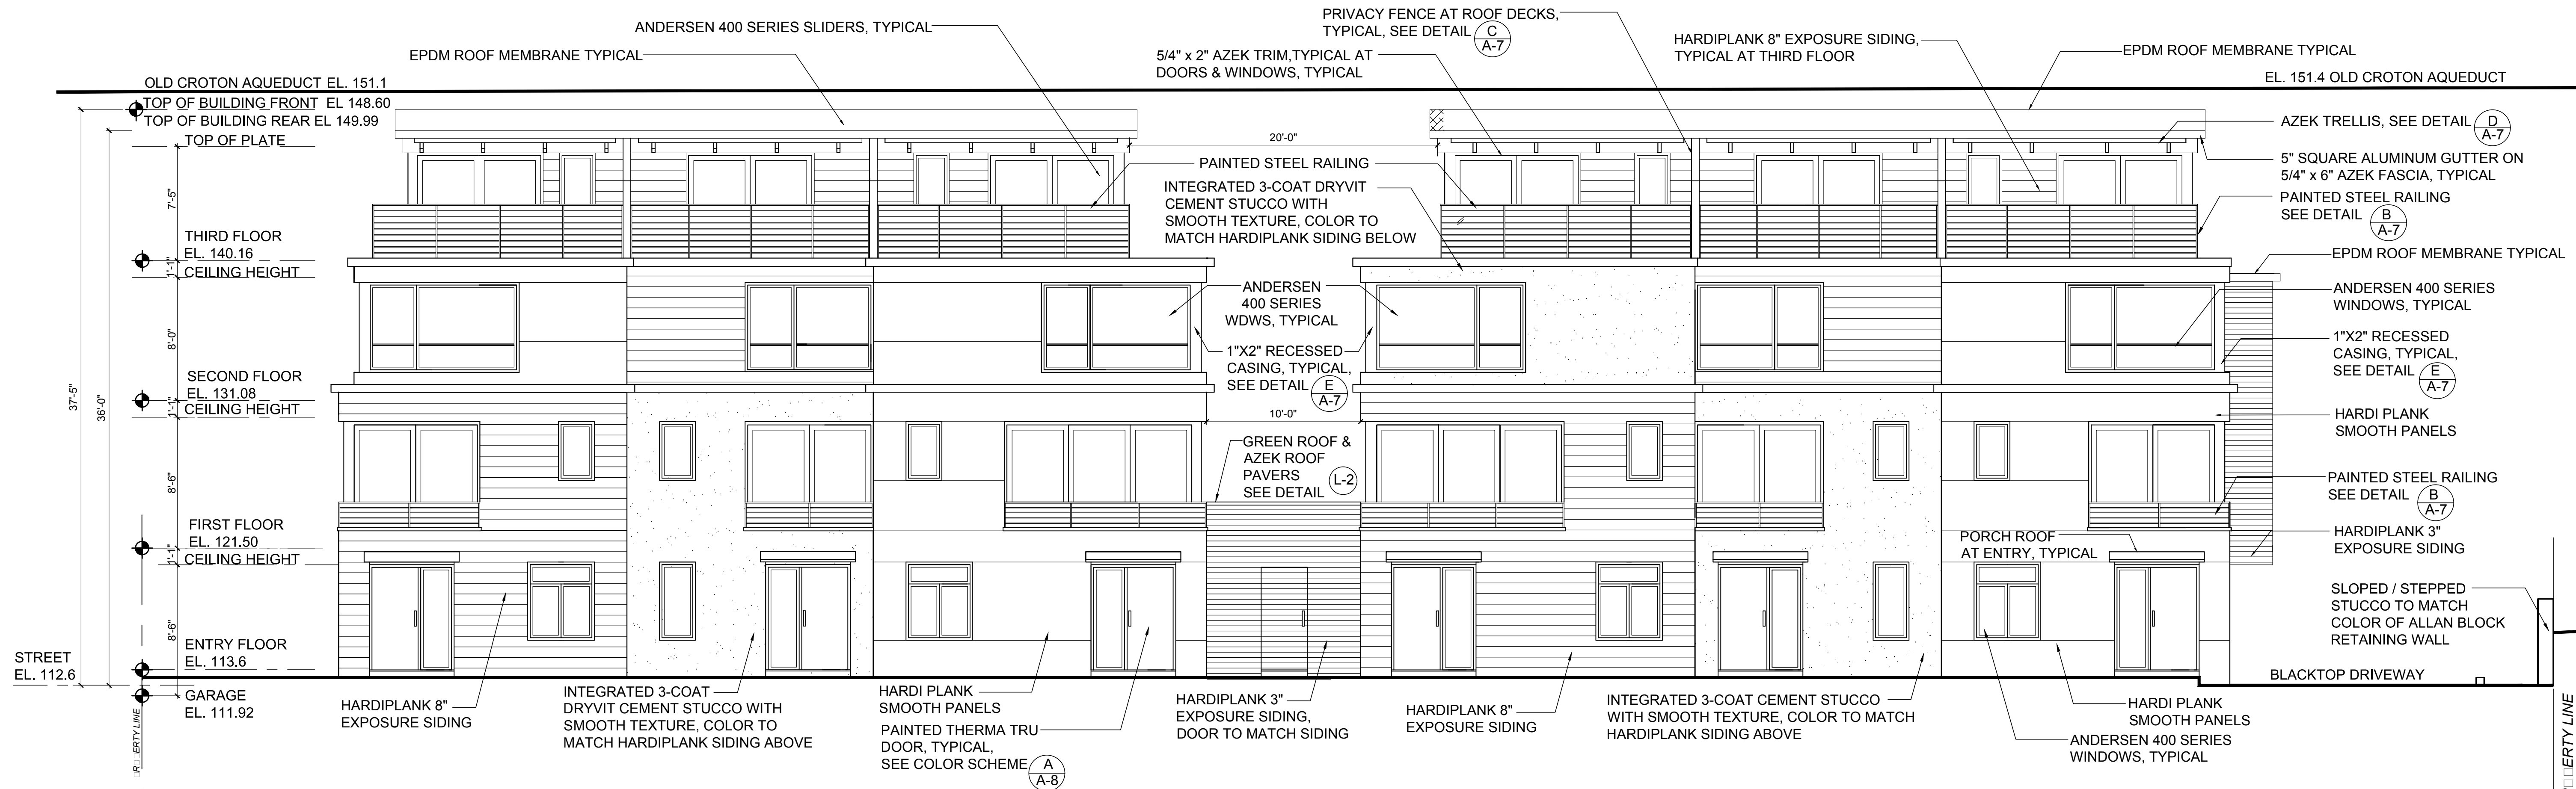 ANDERSEN 400 SERIES SLIDERS, TYPICAL
EPDM ROOF MEMBRANE TYPICAL
PRIVACY FENCE AT ROOF DECKS,
TYPICAL, SEE DETAIL C
A-7
5/4" x 2" AZEK TRIM,TYPICAL AT
DOORS & WINDOWS, TYPICAL
HARDIPLANK 8" EXPOSURE SIDING,
TYPICAL AT THIRD FLOOR
EPDM ROOF MEMBRANE TYPICAL
EL. 151.4 OLD CROTON AQUEDUCT
OLD CROTON AQUEDUCT EL. 151.1
TOP OF BUILDING FRONT EL 148.60
TOP OF BUILDING REAR EL 149.99
TOP OF PLATE
7'-5"
THIRD FLOOR
EL. 140.16
1'-1"
CEILING HEIGHT
8'-0"
SECOND FLOOR
EL. 131.08
1'-1"
CEILING HEIGHT
37'-5"
36'-0"
8'-6"
FIRST FLOOR
EL. 121.50
1'-1"
CEILING HEIGHT
8'-6"
ENTRY FLOOR
EL. 113.6
STREET
EL. 112.6
GARAGE
EL. 111.92
ERTY LINE
20'-0"
PAINTED STEEL RAILING
INTEGRATED 3-COAT DRYVIT
CEMENT STUCCO WITH
SMOOTH TEXTURE, COLOR TO
MATCH HARDIPLANK SIDING BELOW
ANDERSEN
400 SERIES
WDWS, TYPICAL
1"X2" RECESSED
CASING, TYPICAL,
SEE DETAIL E
A-7
10'-0"
GREEN ROOF &
AZEK ROOF
PAVERS
SEE DETAIL L-2
AZEK TRELLIS, SEE DETAIL D
A-7
5" SQUARE ALUMINUM GUTTER ON
5/4" x 6" AZEK FASCIA, TYPICAL
PAINTED STEEL RAILING
SEE DETAIL B
A-7
EPDM ROOF MEMBRANE TYPICAL
ANDERSEN 400 SERIES
WINDOWS, TYPICAL
1"X2" RECESSED
CASING, TYPICAL,
SEE DETAIL E
A-7
HARDI PLANK
SMOOTH PANELS
PAINTED STEEL RAILING
SEE DETAIL B
A-7
HARDIPLANK 3"
EXPOSURE SIDING
PORCH ROOF
AT ENTRY, TYPICAL
SLOPED / STEPPED
STUCCO TO MATCH
COLOR OF ALLAN BLOCK
RETAINING WALL
BLACKTOP DRIVEWAY
HARDIPLANK 8"
EXPOSURE SIDING
INTEGRATED 3-COAT
DRYVIT CEMENT STUCCO WITH
SMOOTH TEXTURE, COLOR TO
MATCH HARDIPLANK SIDING ABOVE
HARDI PLANK
SMOOTH PANELS
PAINTED THERMA TRU
DOOR, TYPICAL,
SEE COLOR SCHEME A
A-8
HARDIPLANK 3"
EXPOSURE SIDING,
DOOR TO MATCH SIDING
HARDIPLANK 8"
EXPOSURE SIDING
INTEGRATED 3-COAT CEMENT STUCCO
WITH SMOOTH TEXTURE, COLOR TO MATCH
HARDIPLANK SIDING ABOVE
HARDI PLANK
SMOOTH PANELS
ANDERSEN 400 SERIES
WINDOWS, TYPICAL
ERTY LINE